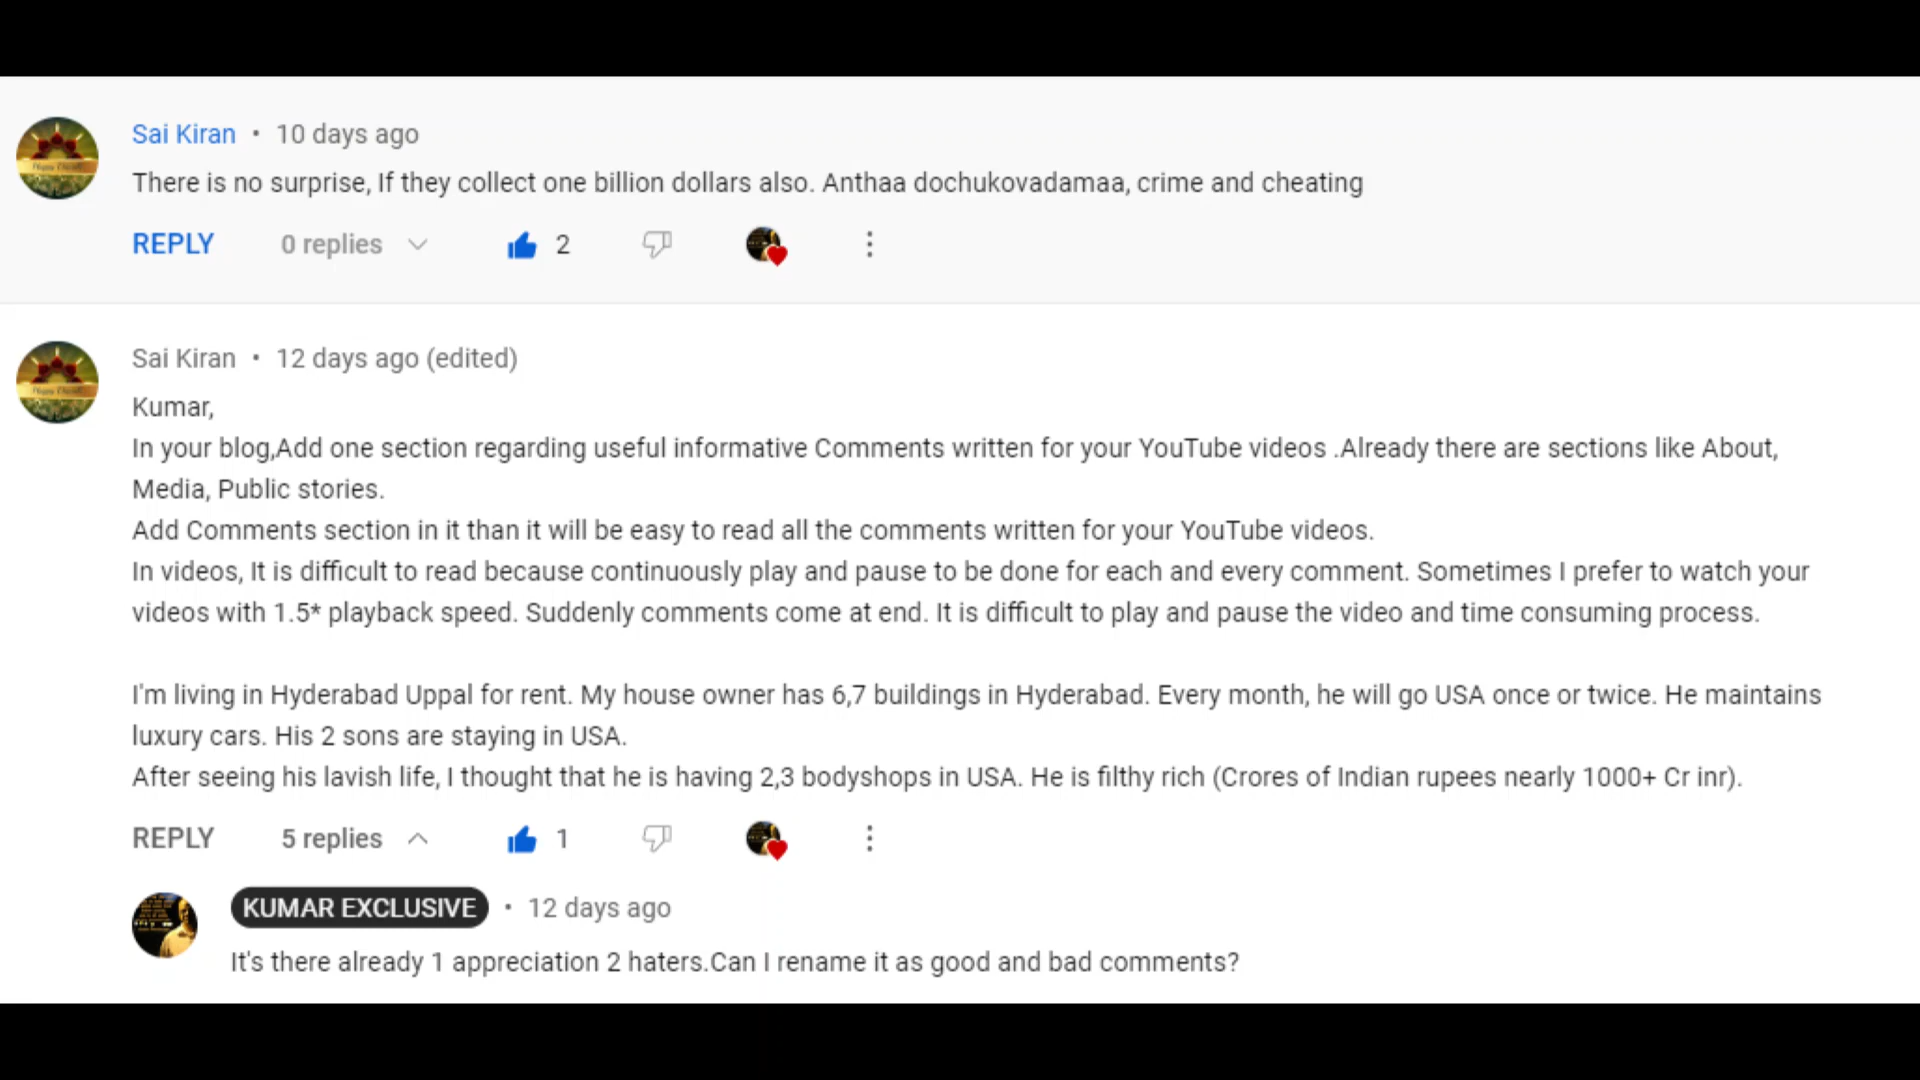 Sai Kiran • 10 days ago
There is no surprise, If they collect one billion dollars also. Anthaa dochukovadamaa, crime and cheating
REPLY 0 replies 2
Sai Kiran • 12 days ago (edited)
Kumar,
In your blog,Add one section regarding useful informative Comments written for your YouTube videos .Already there are sections like About,
Media, Public stories.
Add Comments section in it than it will be easy to read all the comments written for your YouTube videos.
In videos, It is difficult to read because continuously play and pause to be done for each and every comment. Sometimes I prefer to watch your
videos with 1.5* playback speed. Suddenly comments come at end. It is difficult to play and pause the video and time consuming process.
I'm living in Hyderabad Uppal for rent. My house owner has 6,7 buildings in Hyderabad. Every month, he will go USA once or twice. He maintains
luxury cars. His 2 sons are staying in USA.
After seeing his lavish life, I thought that he is having 2,3 bodyshops in USA. He is filthy rich (Crores of Indian rupees nearly 1000+ Cr inr).
REPLY 5 replies 1
KUMAR EXCLUSIVE • 12 days ago
It's there already 1 appreciation 2 haters.Can I rename it as good and bad comments?